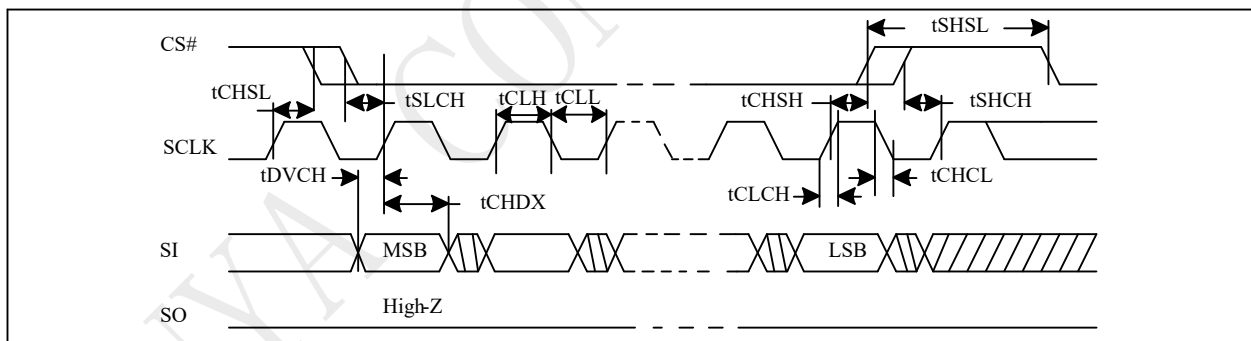 CS#
tSHSL
tCHSL
tSLCH
tCLH
tCLL
tCHSH
tSHCH
SCLK
tDVCH
tCHDX
tCLCH
tCHCL
SI
MSB
LSB
SO
High-Z